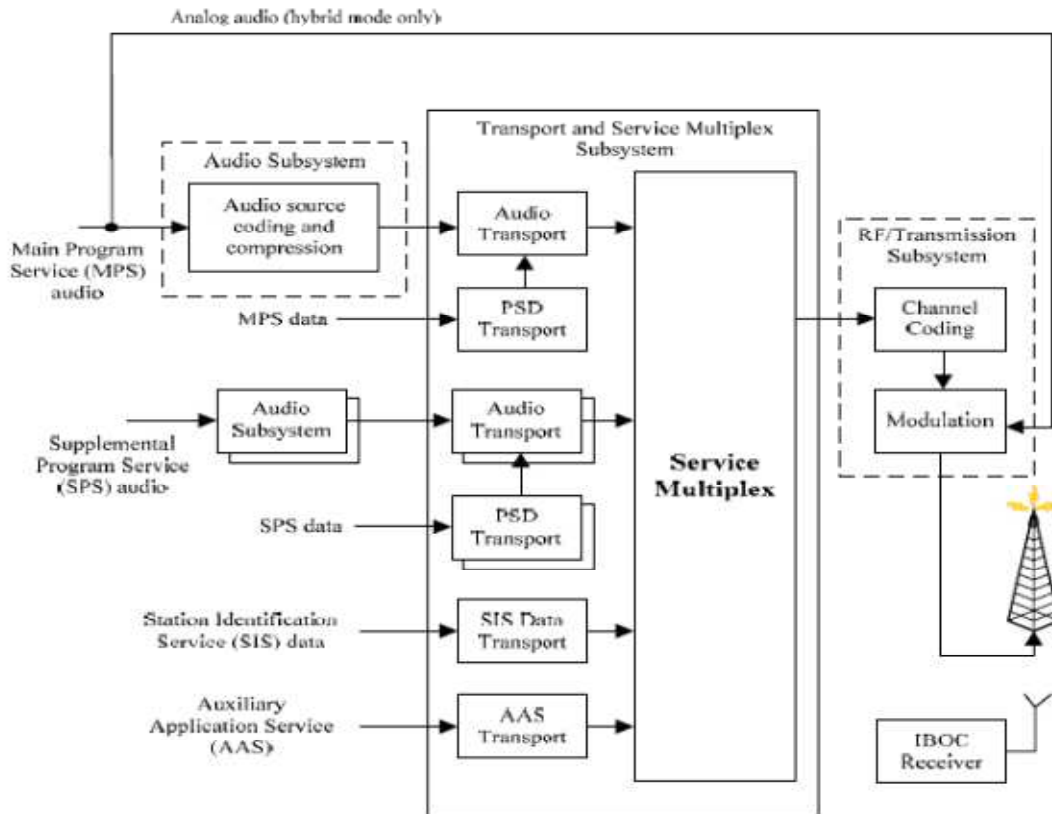 Analog audio (hybrid mode only)
Transport and Service Multiplex
Subsystem
Audio Subsystem
Audio source
coding and
compression
Audio
Transport
RF/Transmission
Subsystem
Main Program
Service (MPS)
audio
MPS data
PSD
Transport
Channel
Coding
Audio
Subsystem
Audio
Transport
Modulation
Supplemental
Program Service
(SPS) audio
Service
Multiplex
SPS data
PSD
Transport
Station Identification
Service (SIS) data
SIS Data
Transport
Auxiliary
Application Service
(AAS)
AAS
Transport
IBOC
Receiver